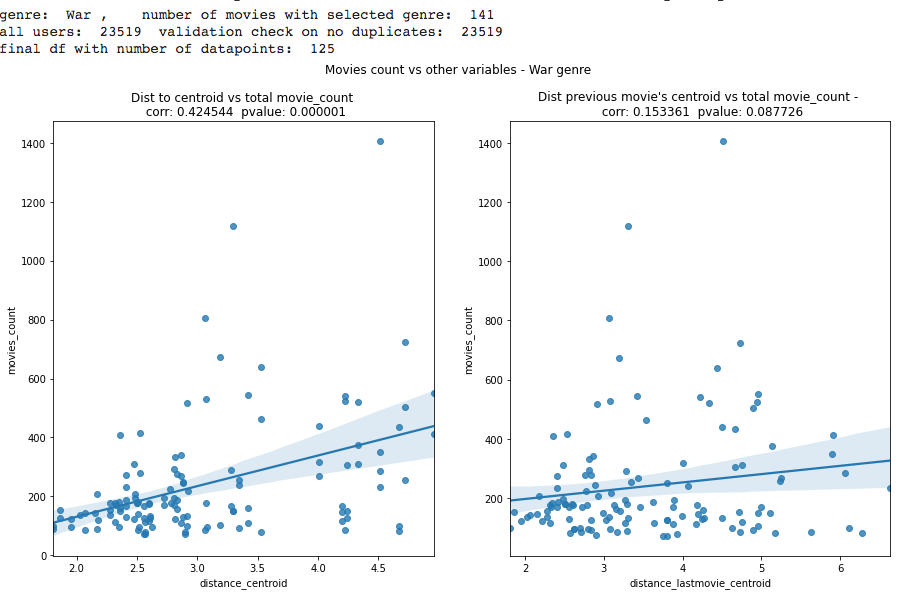 genre:  War ,    number of movies with selected genre:  141
all users:  23519  validation check on no duplicates:  23519
final df with number of datapoints:  125
Movies count vs other variables - War genre
Dist to centroid vs total movie_count
corr: 0.424544  pvalue: 0.000001
1400
1200
1000
800
600
400
200
0
movies_count
2.0 2.5 3.0 3.5 4.0 4.5
distance_centroid
Dist previous movie's centroid vs total movie_count -
corr: 0.153361  pvalue: 0.087726
1400
1200
1000
800
600
400
200
movies_count
2 3 4 5 6
distance_lastmovie_centroid